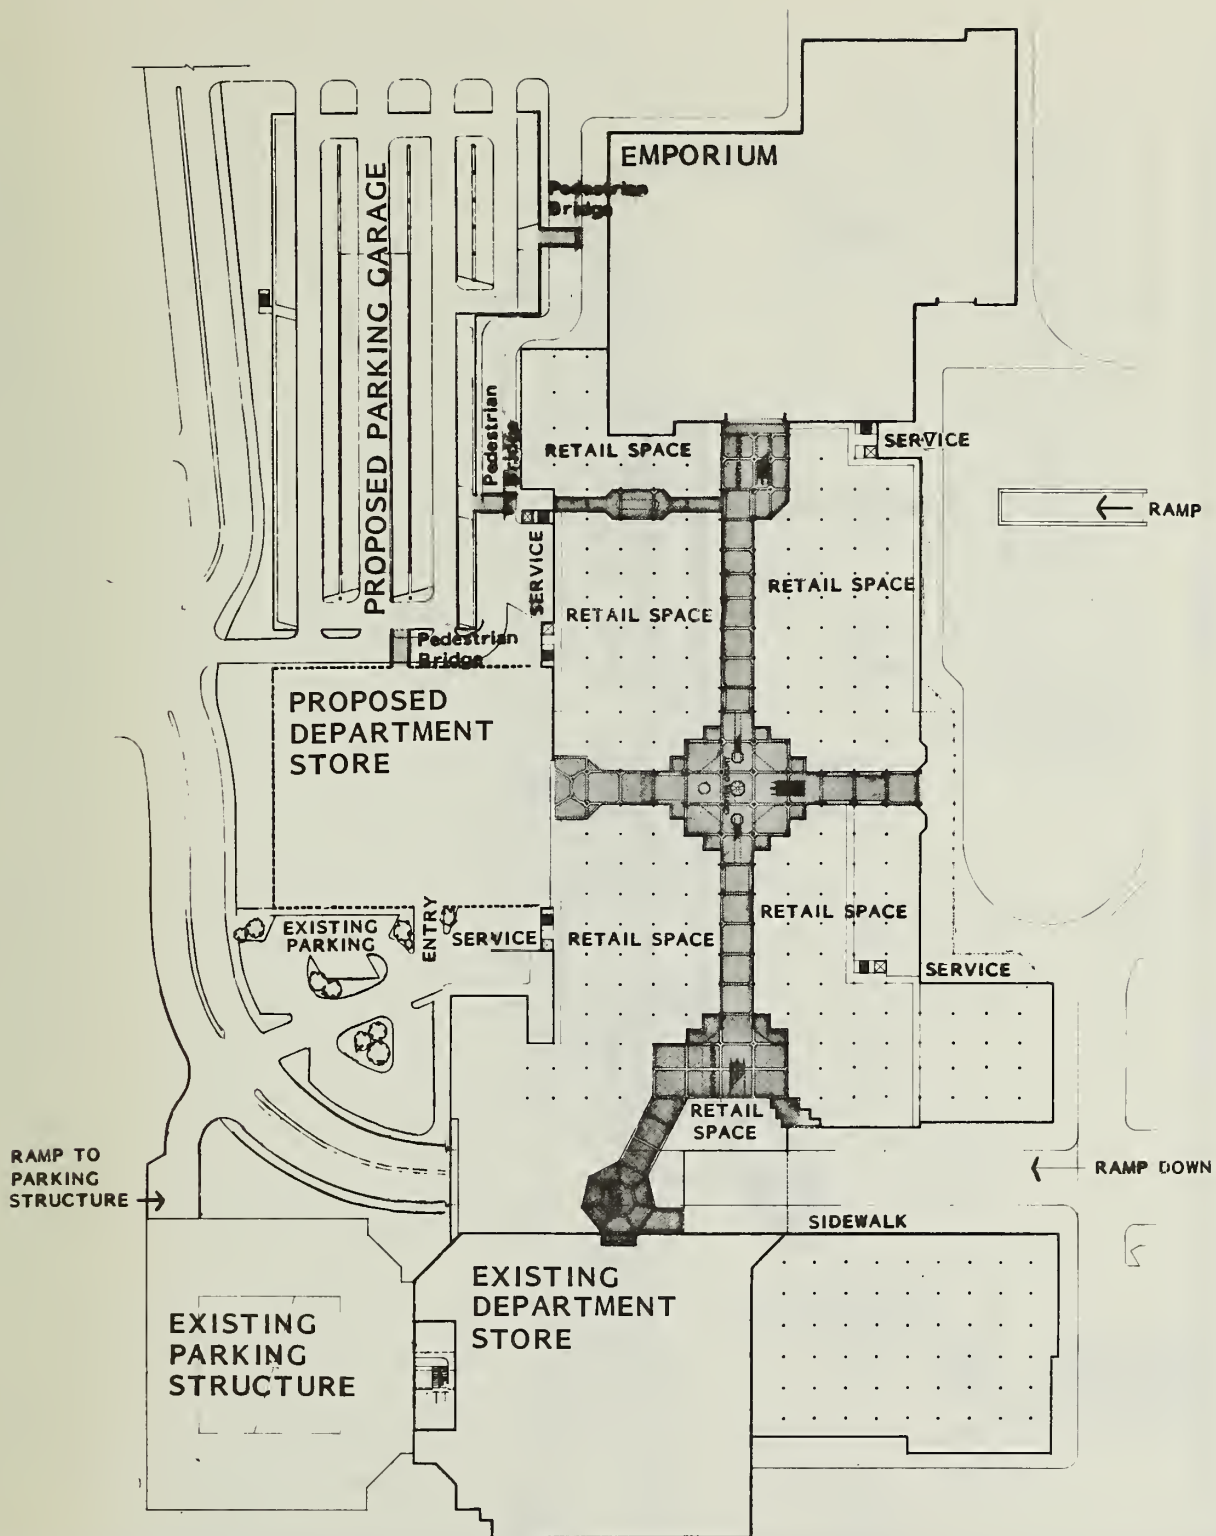 EMPORIUM
Pedestrian
Bridge
PROPOSED PARKING GARAGE
Pedestrian
Bridge
RETAIL SPACE
SERVICE
RAMP
SERVICE
RETAIL SPACE
RETAIL SPACE
Pedestrian
Bridge
PROPOSED
DEPARTMENT
STORE
ENTRY
EXISTING
PARKING
SERVICE
RETAIL SPACE
RETAIL SPACE
SERVICE
RETAIL
SPACE
RAMP TO
PARKING
STRUCTURE
RAMP DOWN
SIDEWALK
EXISTING
DEPARTMENT
STORE
EXISTING
PARKING
STRUCTURE